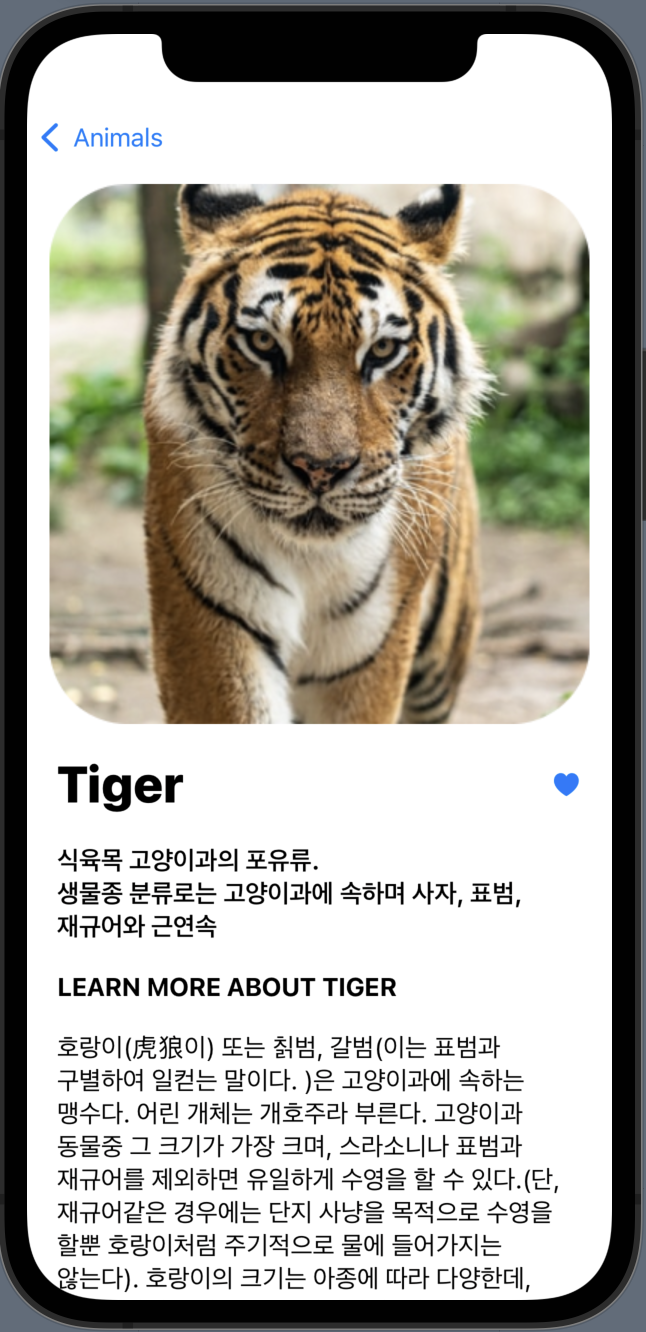 Animals
Tiger
식육목 고양이과의 포유류.
생물종 분류로는 고양이과에 속하며 사자, 표범,
재규어와 근연속
LEARN MORE ABOUT TIGER
호랑이(虎狼이) 또는 칡범, 갈범(이는 표범과
구별하여 일컫는 말이다. )은 고양이과에 속하는
맹수다. 어린 개체는 개호주라 부른다. 고양이과
동물중 그 크기가 가장 크며, 스라소니나 표범과
재규어를 제외하면 유일하게 수영을 할 수 있다.(단,
재규어같은 경우에는 단지 사냥을 목적으로 수영을
할뿐 호랑이처럼 주기적으로 물에 들어가지는
않는다). 호랑이의 크기는 아종에 따라 다양한데,